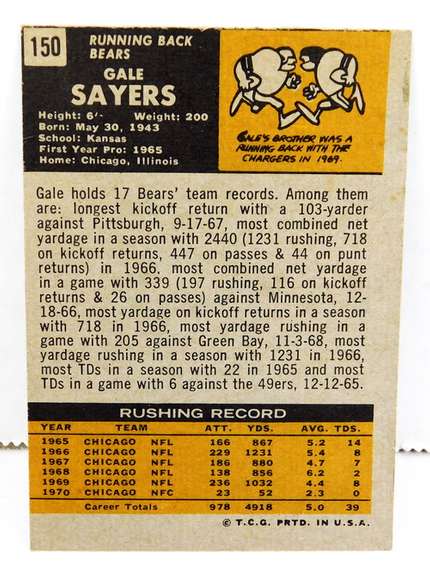 150
RUNNING BACK
BEARS
GALE
SAYERS
Height: 6'- Weight: 200
Born: May 30, 1943
School: Kansas
First Year Pro: 1965
Home: Chicago, Illinois
GALE'S BROTHER WAS A
RUNNING BACK WITH THE
CHARGERS IN 1969.
Gale holds 17 Bears' team records. Among them
are: longest kickoff return with a 103-yarder
against Pittsburgh, 9-17-67, most combined net
yardage in a season with 2440 (1231 rushing, 718
on kickoff returns, 447 on passes & 44 on punt
returns) in 1966, most combined net yardage
in a game with 339 (197 rushing, 116 on kickoff
returns & 26 on passes) against Minnesota, 12-
18-66, most yardage on kickoff returns in a season
with 718 in 1966, most yardage rushing in a
game with 205 against Green Bay, 11-3-68, most
yardage rushing in a season with 1231 in 1966,
most TDs in a season with 22 in 1965 and most
TDs in a game with 6 against the 49ers, 12-12-65.
RUSHING RECORD
YEAR TEAM ATT. YDS. AVG. TDS.
1965 CHICAGO NFL 166 867 5.2 14
1966 CHICAGO NFL 229 1231 5.4 8
1967 CHICAGO NFL 186 880 4.7 7
1968 CHICAGO NFL 138 856 6.2 2
1969 CHICAGO NFL 236 1032 4.4 8
1970 CHICAGO NFC 23 52 2.3 0
Career Totals 978 4918 5.0 39
© T.C.G. PRTD. IN U.S.A.